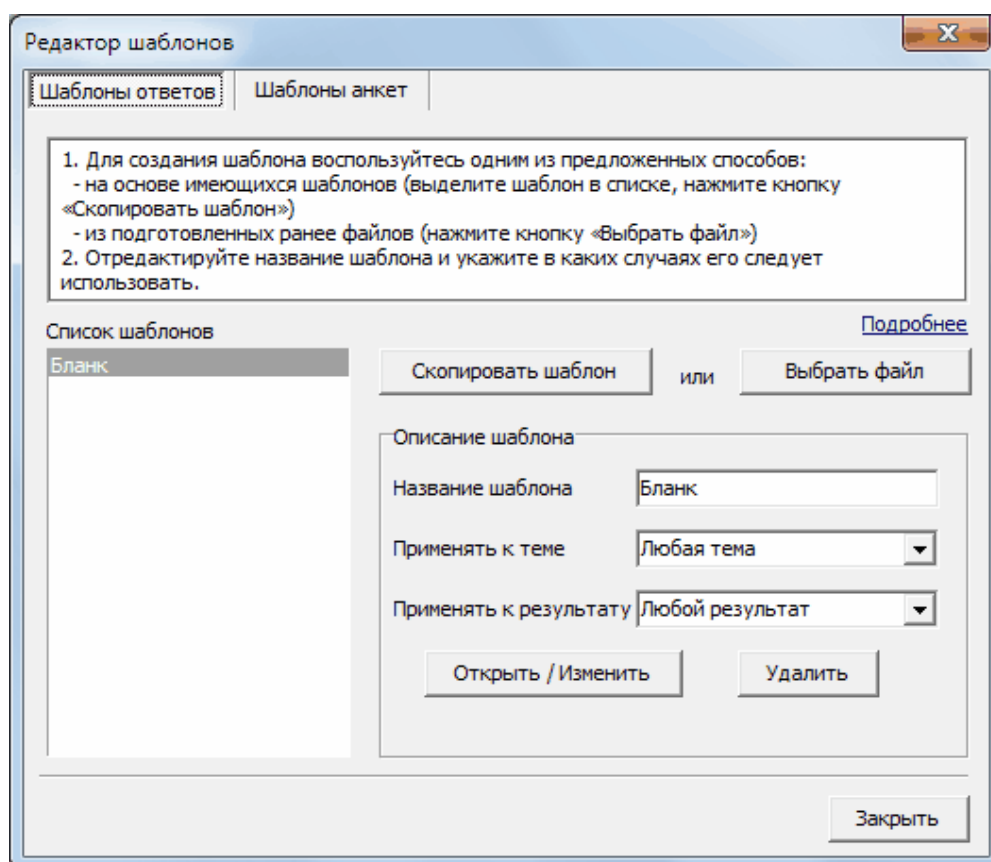 Редактор шаблонов
Шаблоны ответов
Шаблоны анкет
1. Для создания шаблона воспользуйтесь одним из предложенных способов:
- на основе имеющихся шаблонов (выделите шаблон в списке, нажмите кнопку
«Скопировать шаблон»)
- из подготовленных ранее файлов (нажмите кнопку «Выбрать файл»)
2. Отредактируйте название шаблона и укажите в каких случаях его следует
использовать.
Подробнее
Список шаблонов
Бланк
Скопировать шаблон
или
Выбрать файл
Описание шаблона
Название шаблона
Бланк
Применять к теме
Любая тема
Применять к результату
Любой результат
Открыть / Изменить
Удалить
Закрыть